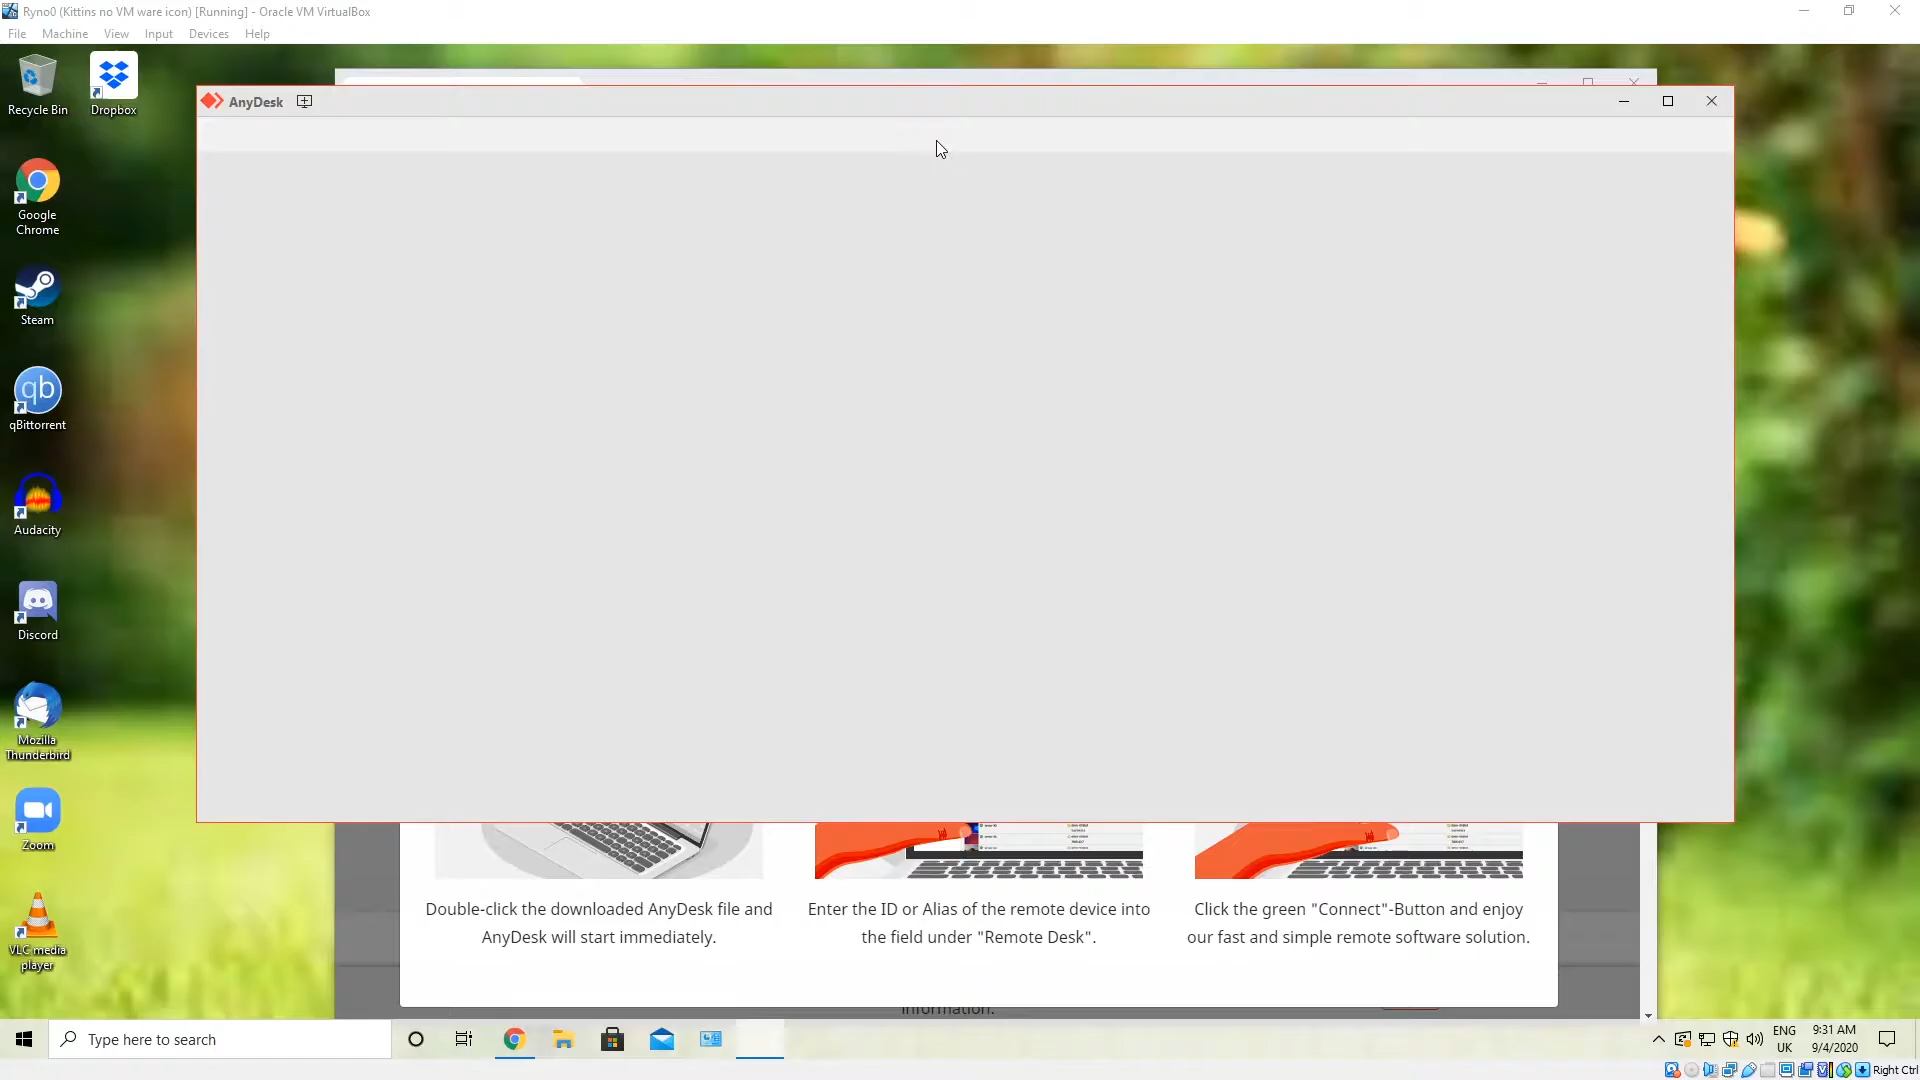 Ryno0 (Kittins no VM ware icon) [Running] - Oracle VM VirtualBox
File Machine View Input Devices Help
Recycle Bin
Dropbox
AnyDesk
Google
Chrome
Steam
qb
qBittorrent
Audacity
Discord
Mozilla
Thunderbird
Zoom
VLC media
player
Double-click the downloaded AnyDesk file and
AnyDesk will start immediately.
Enter the ID or Alias of the remote device into
the field under "Remote Desk".
Click the green "Connect"-Button and enjoy
our fast and simple remote software solution.
information.
Type here to search
ENG
UK
9:31 AM
9/4/2020
Right Ctrl